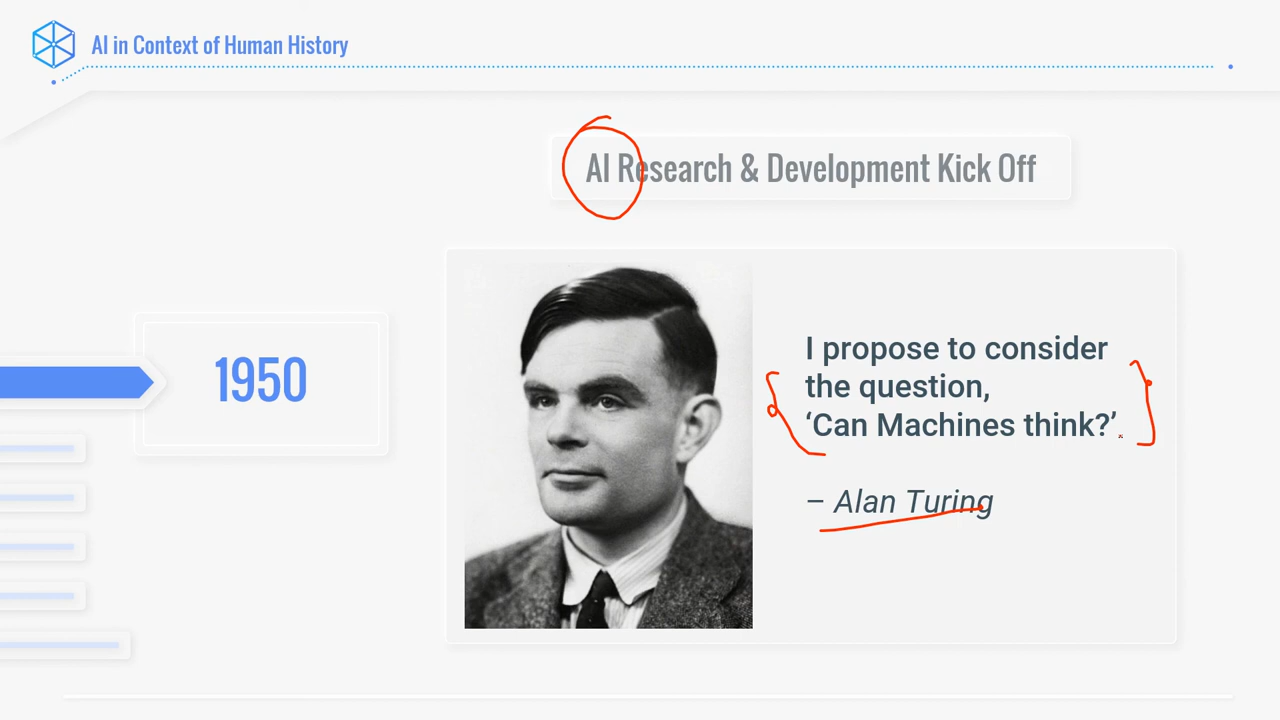 AI in Context of Human History
AI Research & Development Kick Off
1950
I propose to consider
the question,
‘Can Machines think?’.
– Alan Turing